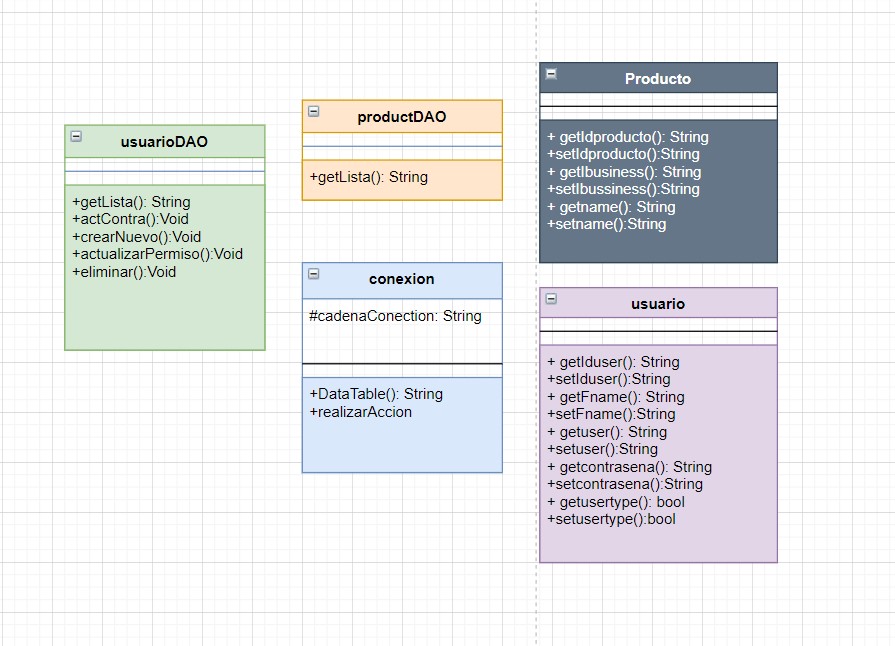 usuarioDAO
+getLista(): String
+actContra():Void
+crearNuevo():Void
+actualizarPermiso():Void
+eliminar():Void
productDAO
+getLista(): String
conexion
#cadenaConection: String
+DataTable(): String
+realizarAccion
Producto
+ getIdproducto(): String
+setIdproducto():String
+ getIbusiness(): String
+setIbussiness():String
+ getname(): String
+setname():String
usuario
+ getIduser(): String
+setIduser():String
+ getFname(): String
+setFname():String
+ getuser(): String
+setuser():String
+ getcontrasena(): String
+setcontrasena():String
+ getusertype(): bool
+setusertype():bool